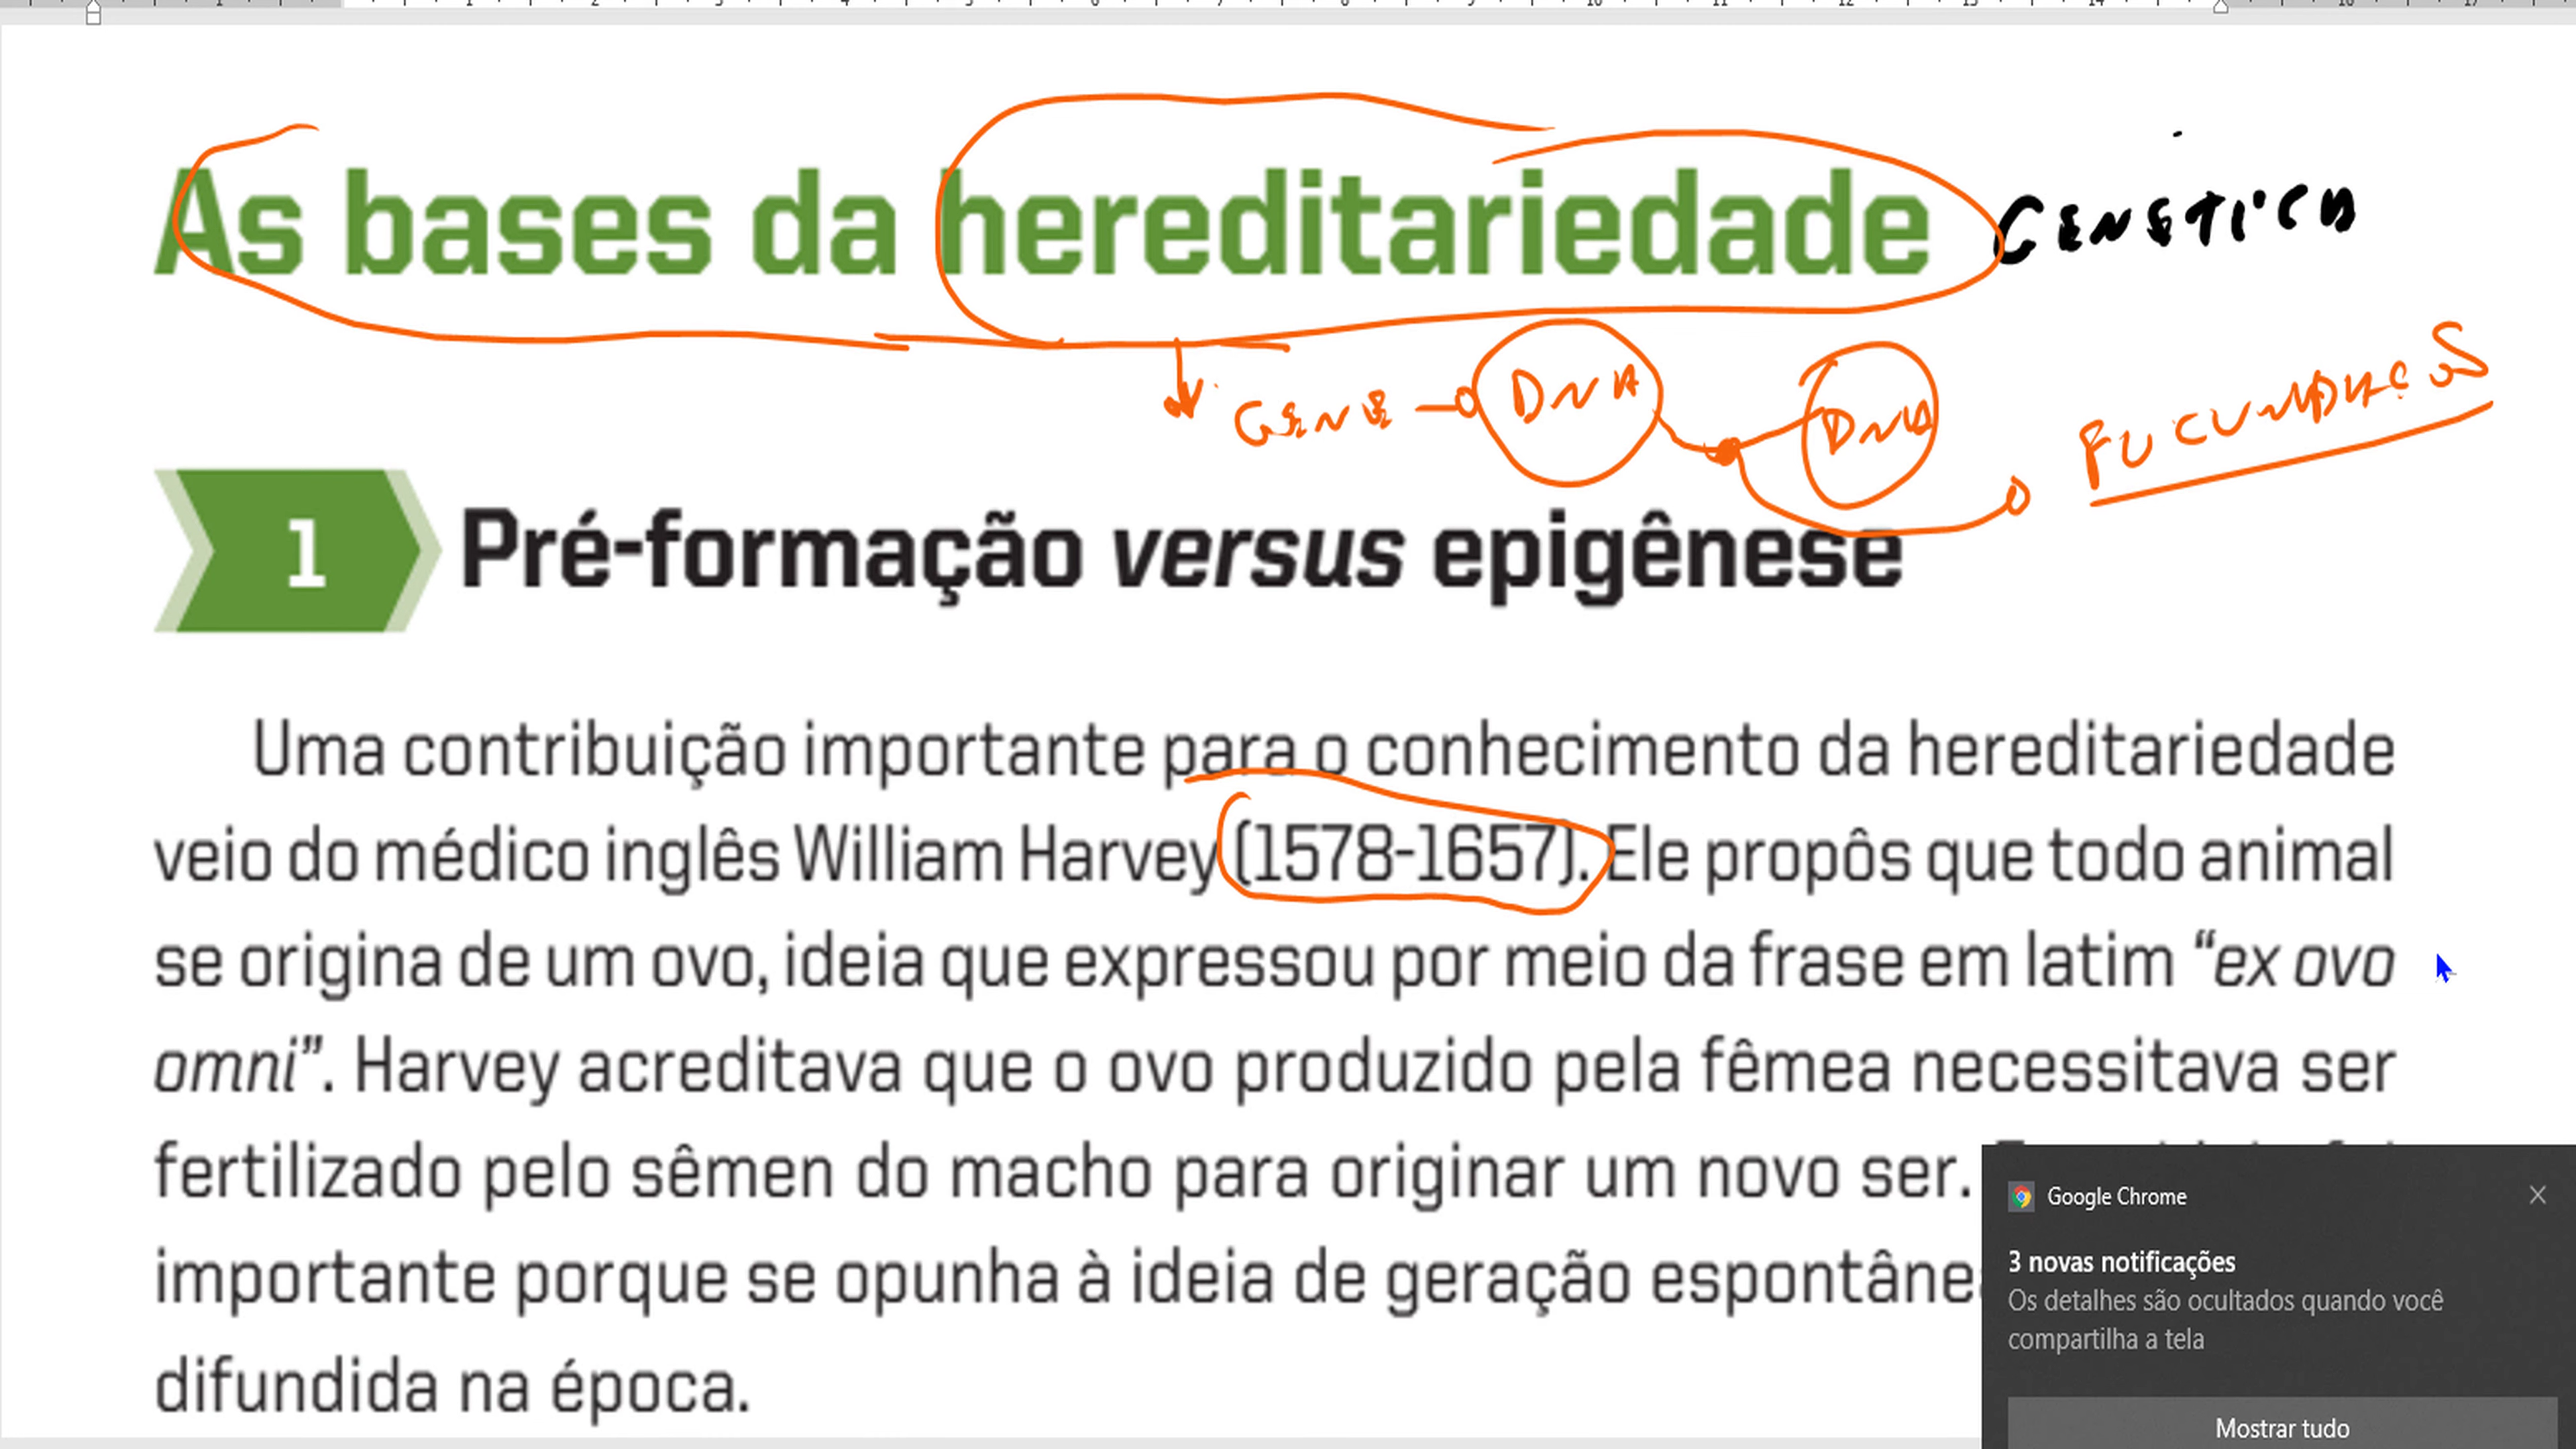 As bases da hereditariedade
GENETICA
GENE
DNA
DNA
1
Pré-formação versus epigênese
Uma contribuição importante para o conhecimento da hereditariedade
veio do médico inglês William Harvey (1578-1657). Ele propôs que todo animal
se origina de um ovo, ideia que expressou por meio da frase em latim “ex ovo
omni”. Harvey acreditava que o ovo produzido pela fêmea necessitava ser
fertilizado pelo sêmen do macho para originar um novo ser.
importante porque se opunha à ideia de geração
difundida na época.
Google Chrome
3 novas notificações
Os detalhes são ocultados quando você
compartilha a tela
Mostrar tudo